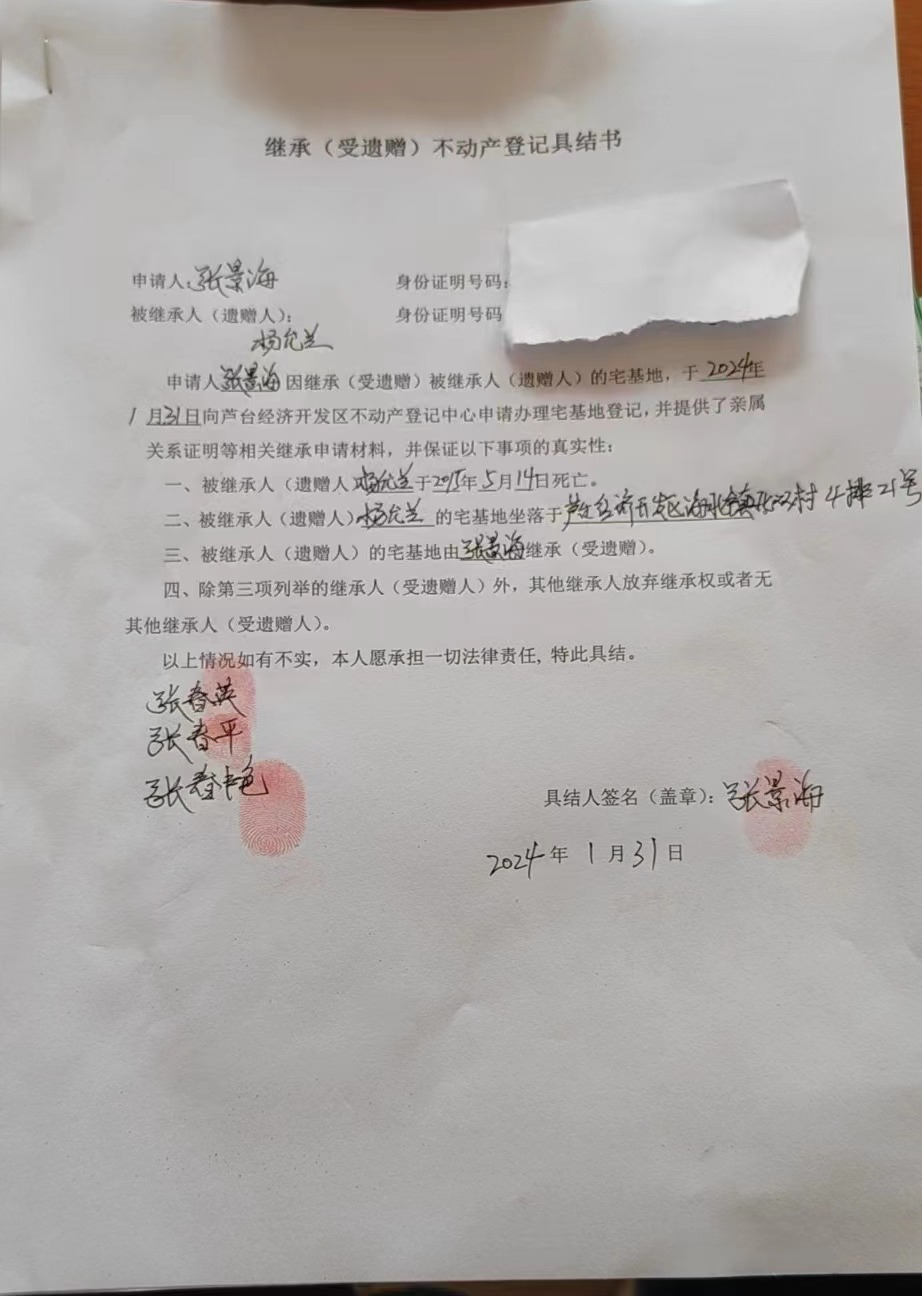 继承（受遗赠）不动产登记具结书
申请人：张景海 身份证明号码：
被继承人（遗赠人）： 身份证明号码
杨允兰
申请人张景海因继承（受遗赠）被继承人（遗赠人）的宅基地，于2024年
1月31日向芦台经济开发区不动产登记中心申请办理宅基地登记，并提供了亲属
关系证明等相关继承申请材料，并保证以下事项的真实性：
一、被继承人（遗赠人）杨允兰于2015年5月14日死亡。
二、被继承人（遗赠人）杨允兰的宅基地坐落于芦台经济开发区海北镇 村4排21号
三、被继承人（遗赠人）的宅基地由张景海继承（受遗赠）。
四、除第三项列举的继承人（受遗赠人）外，其他继承人放弃继承权或者无
其他继承人（受遗赠人）。
以上情况如有不实，本人愿承担一切法律责任，特此具结。
张春英
张春平
张春艳
具结人签名（盖章）：张景海
2024年1月31日